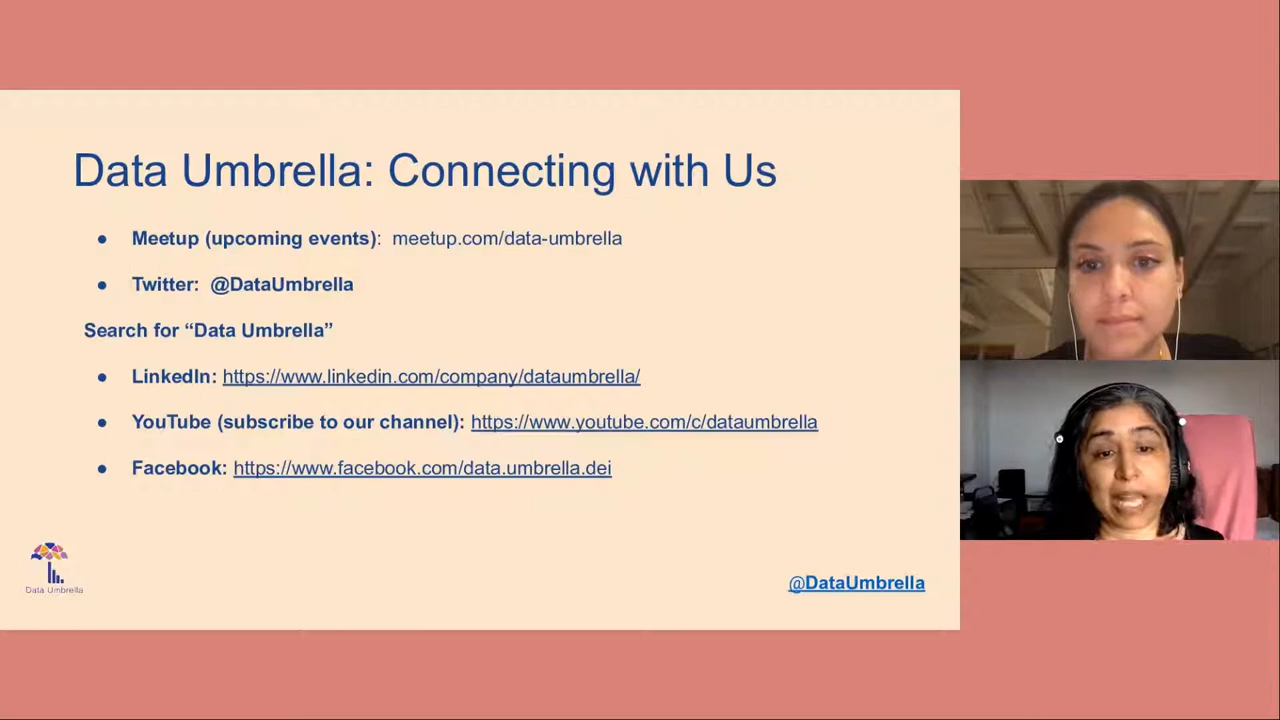 Data Umbrella: Connecting with Us
● Meetup (upcoming events): meetup.com/data-umbrella
● Twitter: @DataUmbrella
Search for “Data Umbrella”
● LinkedIn: https://www.linkedin.com/company/dataumbrella/
● YouTube (subscribe to our channel): https://www.youtube.com/c/dataumbrella
● Facebook: https://www.facebook.com/data.umbrella.dei
Data Umbrella
@DataUmbrella